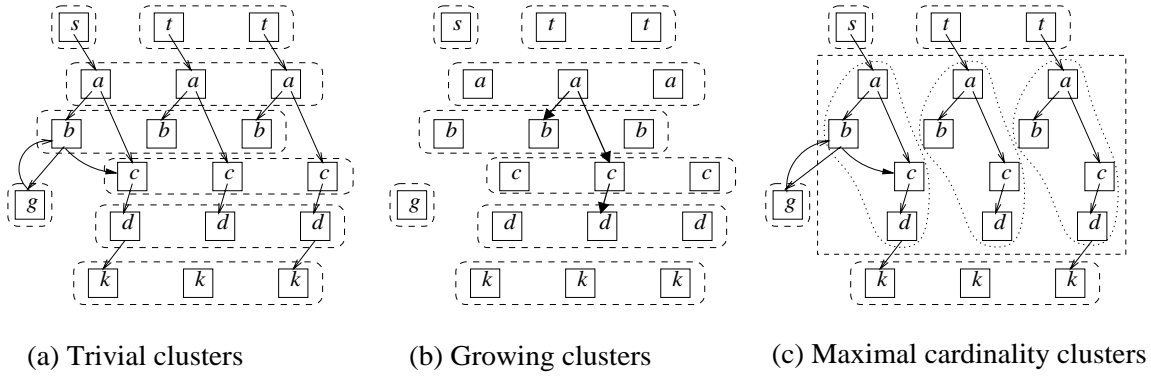 s t t s t t s t t
a a a a a a a a a
b b b b b b b b b
c c c c c c c c c
g g g
d d d d d d d d d
k k k k k k k k k
(a) Trivial clusters (b) Growing clusters (c) Maximal cardinality clusters